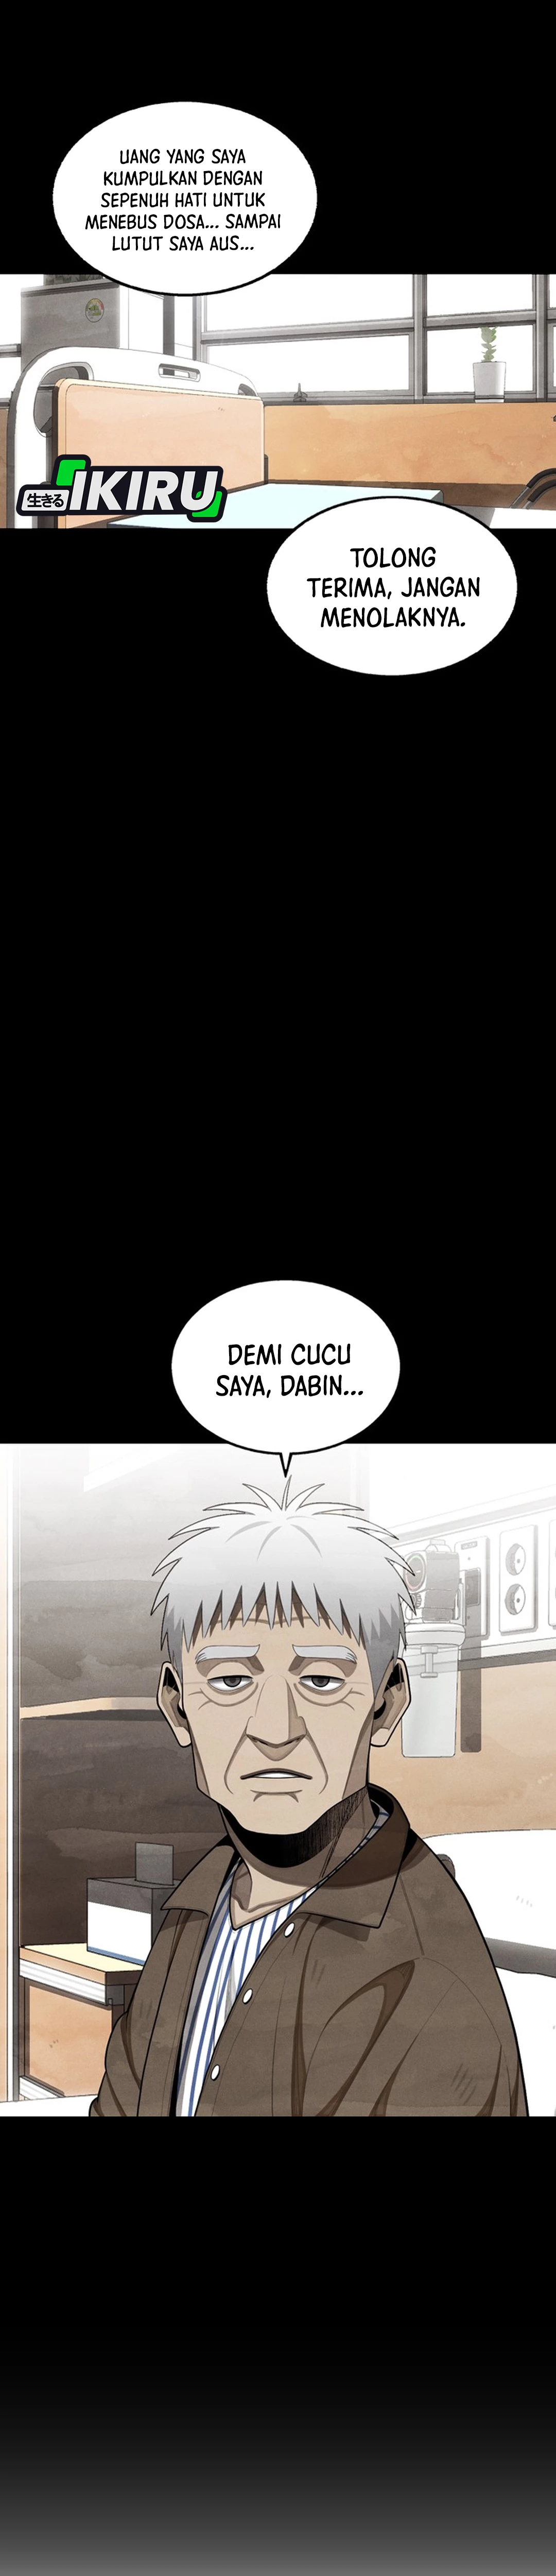 UANG YANG SAYA
KUMPULKAN DENGAN
SEPENUH HATI UNTUK
MENEBUS DOSA... SAMPAI
LUTUT SAYA AUS...
生きる IKIRU
TOLONG
TERIMA, JANGAN
MENOLAKNYA.
DEMI CUCU
SAYA, DABIN...